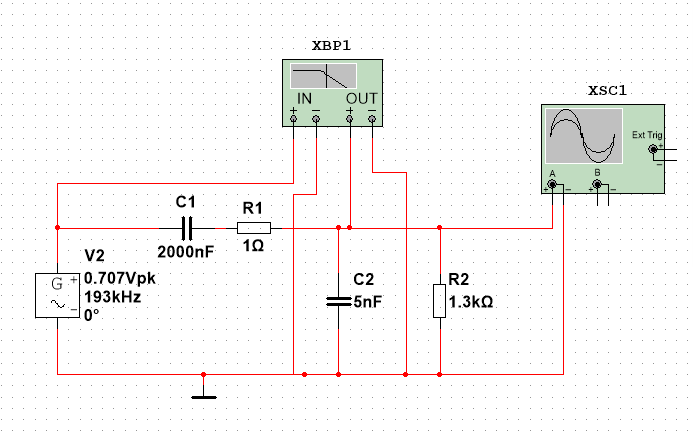 XBP1
IN OUT
+ − + −
XSC1
Ext Trig
+
−
A B
+ − + −
C1
2000nF
R1
1Ω
V2
G + −
0.707Vpk
193kHz
0°
C2
5nF
R2
1.3kΩ